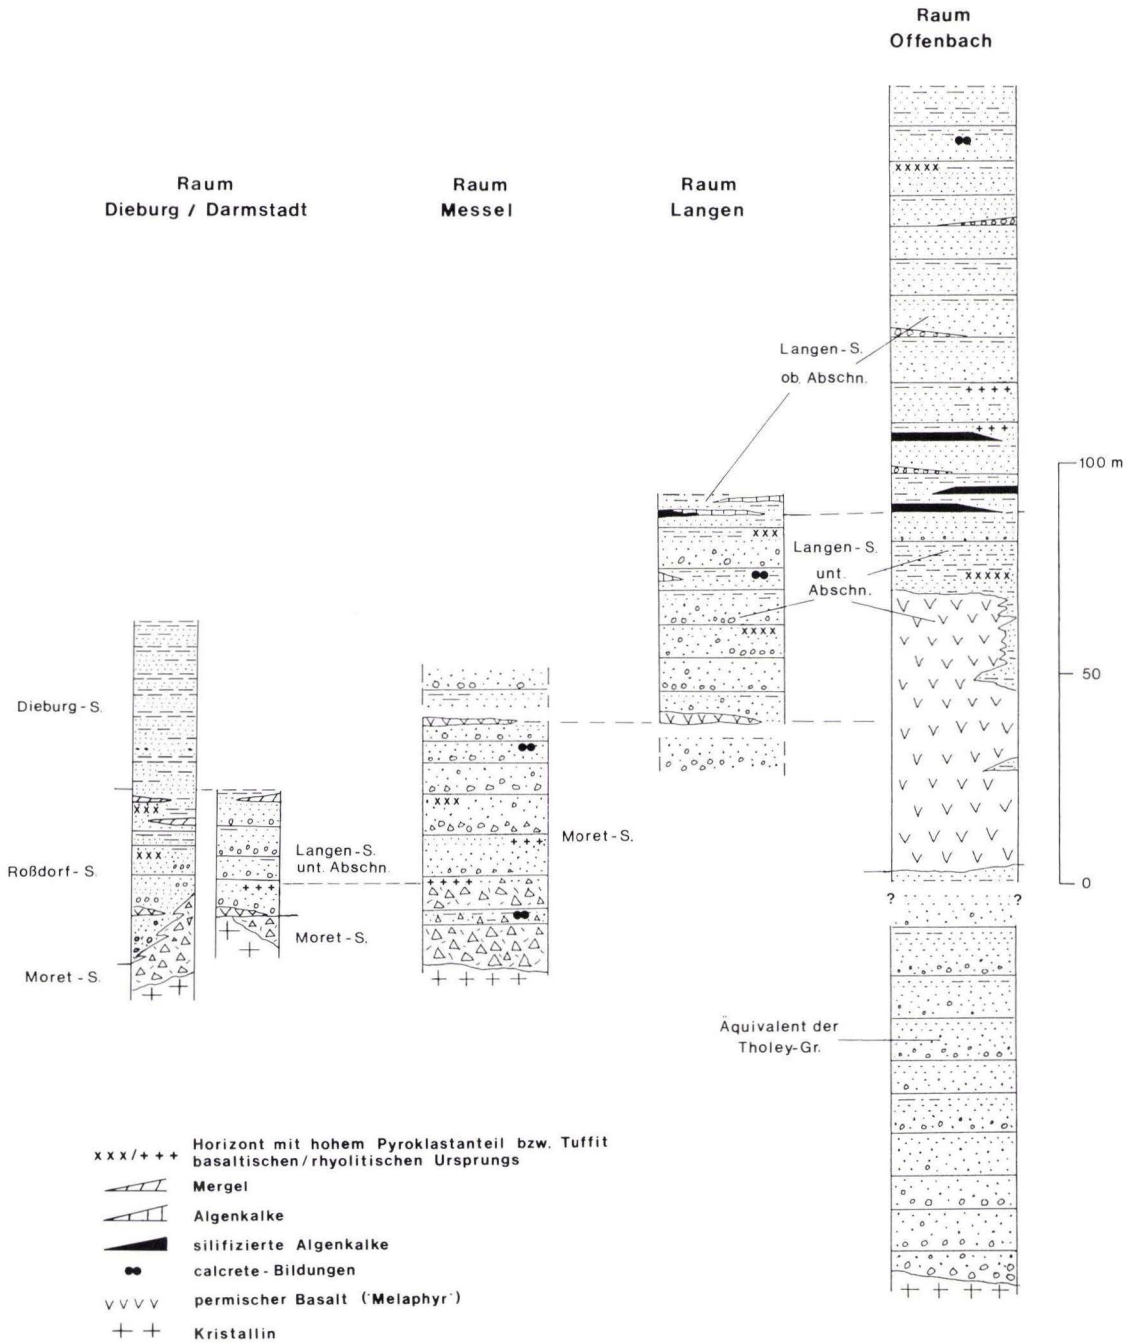 Raum
Offenbach
Raum
Dieburg / Darmstadt
Raum
Messel
Raum
Langen
Langen-S.
ob. Abschn.
100 m
Langen-S.
unt.
Abschn.
50
Dieburg-S.
Moret-S.
Langen-S.
unt. Abschn.
Roßdorf-S.
0
? ?
Moret-S.
Moret-S.
Äquivalent der
Tholey-Gr.
xxx/+++ Horizont mit hohem Pyroklastanteil bzw. Tuffit
basaltischen/rhyolitischen Ursprungs
Mergel
Algenkalke
silifizierte Algenkalke
calcrete-Bildungen
permischer Basalt ('Melaphyr')
Kristallin